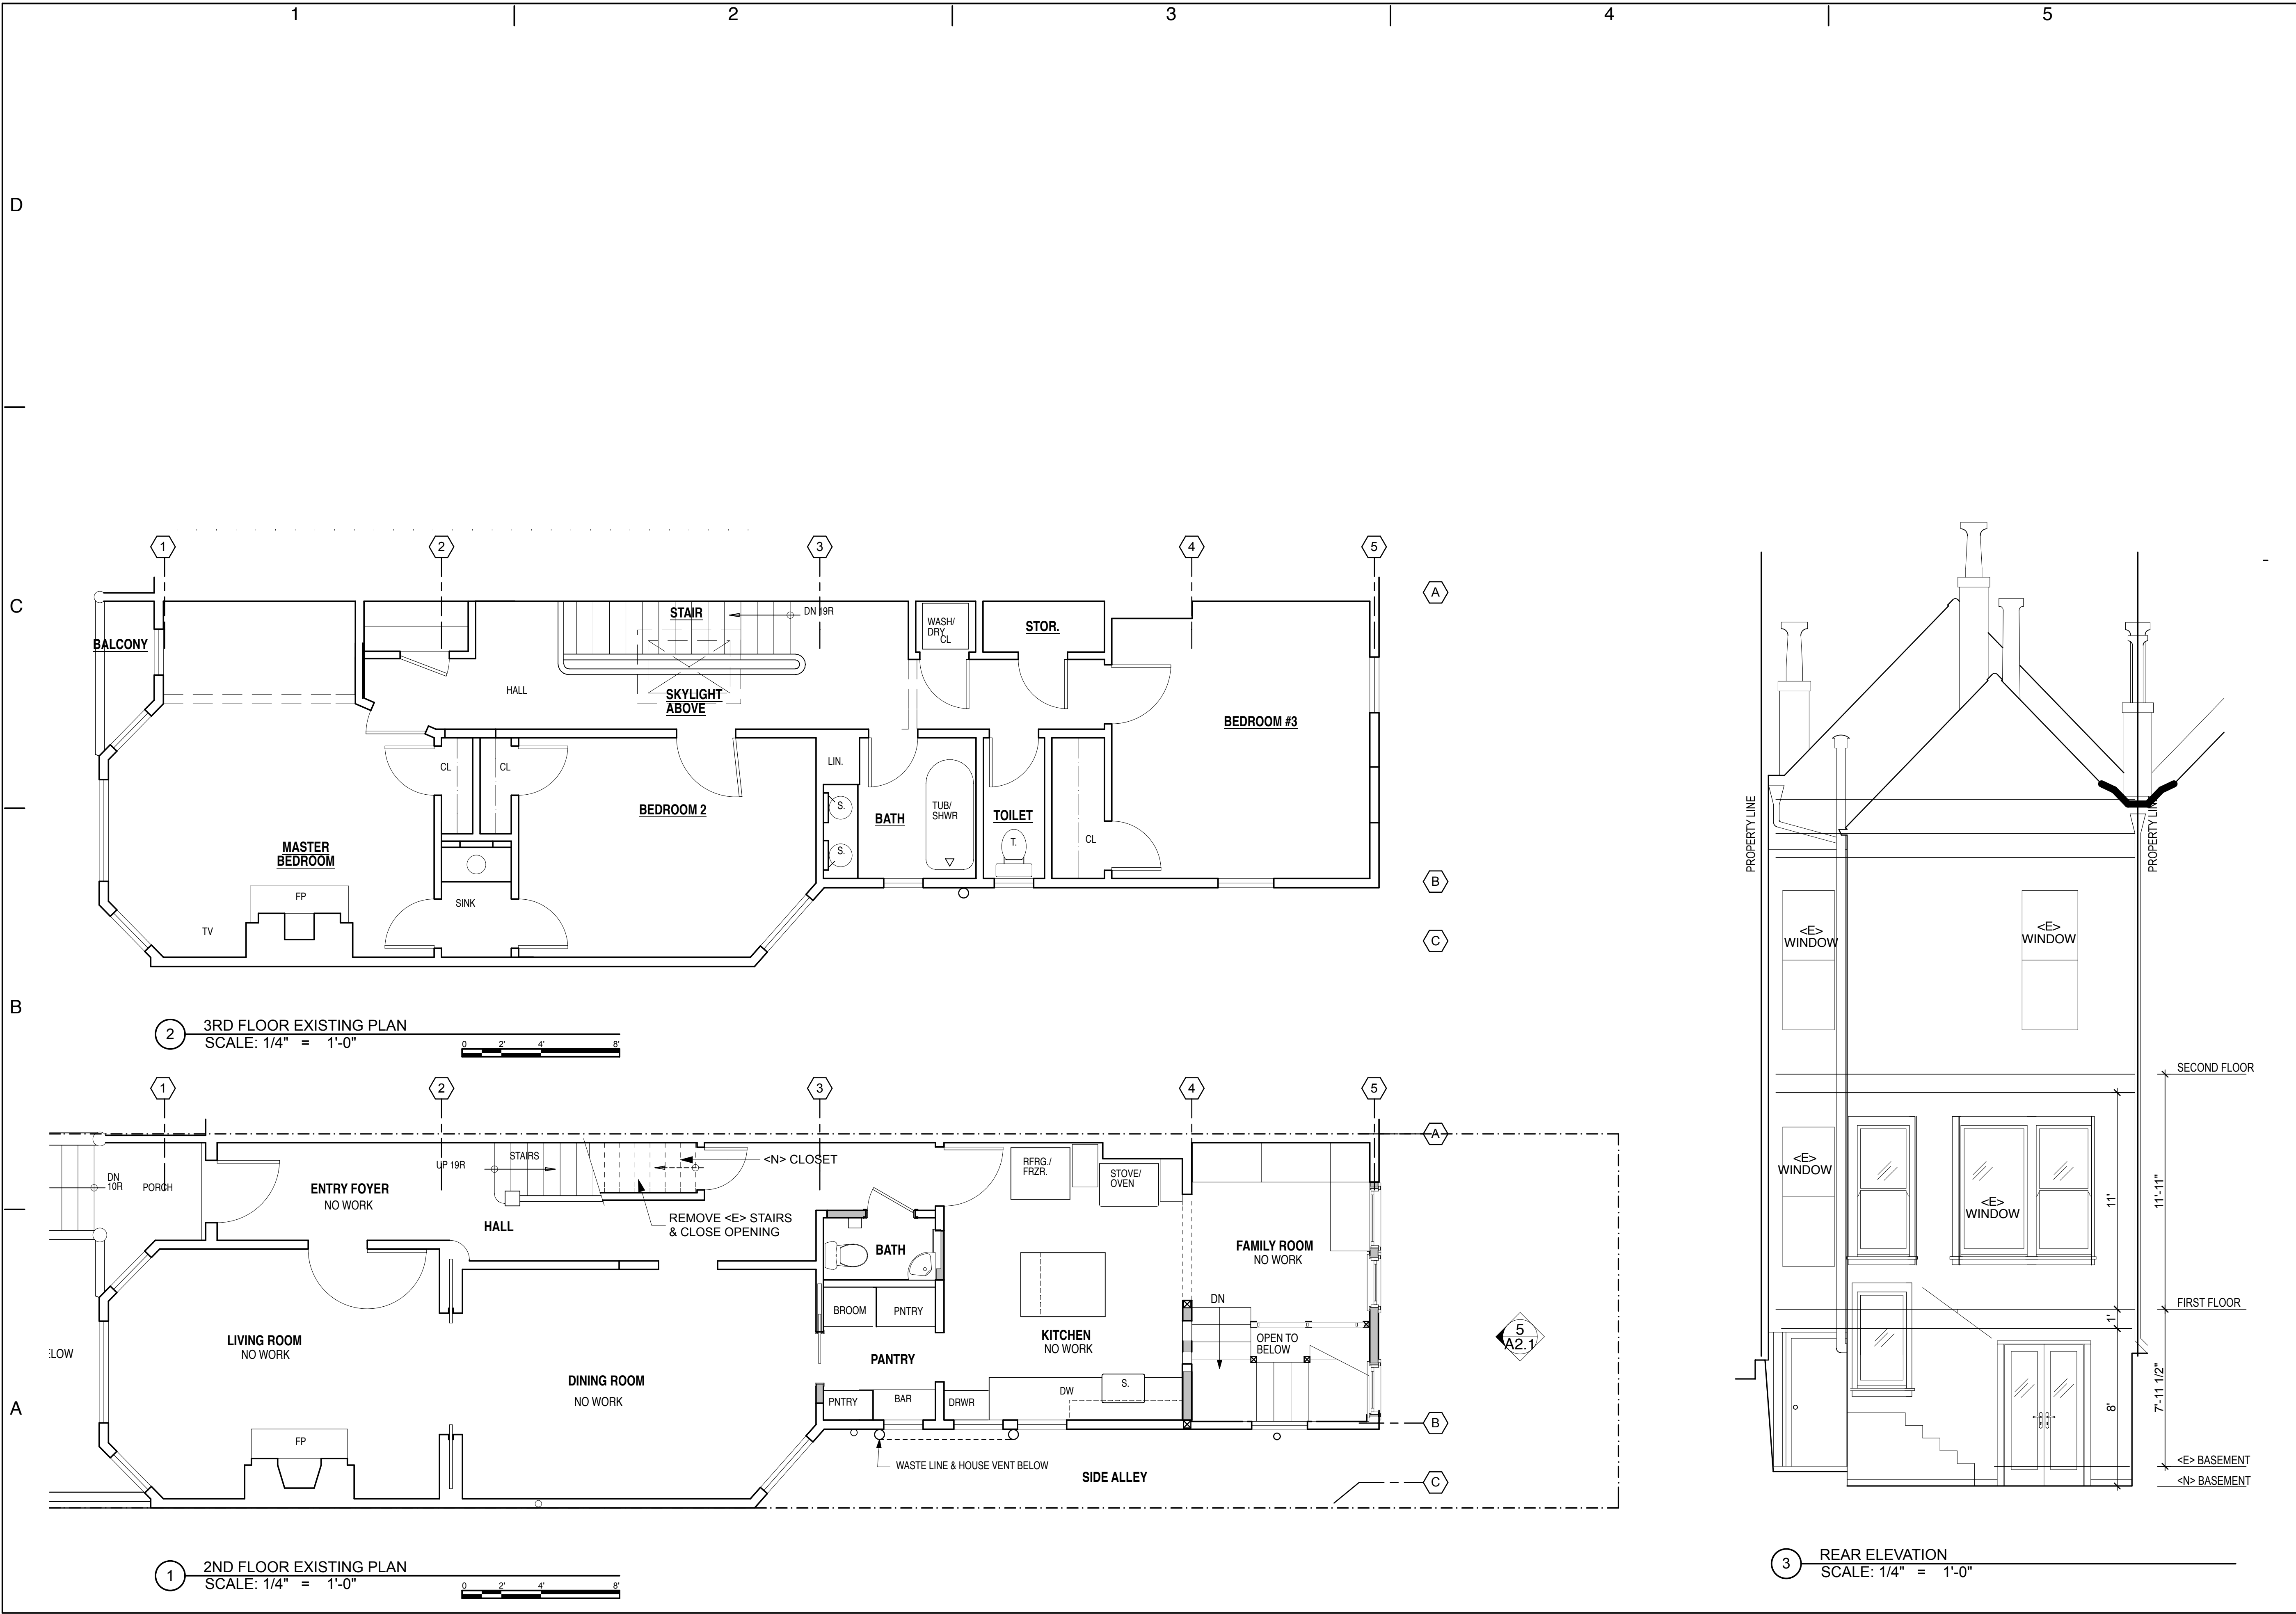 1 2 3 4 5
D
C
B
A
1 2 3 4 5
A
B
C
BALCONY
STAIR
DN 19R
WASH/
DRY
CL
STOR.
HALL
SKYLIGHT
ABOVE
BEDROOM #3
CL
CL
LIN.
S.
S.
BEDROOM 2
BATH
TUB/
SHWR
TOILET
T.
CL
MASTER
BEDROOM
FP
SINK
TV
2
3RD FLOOR EXISTING PLAN
SCALE: 1/4" = 1'-0"
0 2' 4' 8'
1 2 3 4 5
A
B
C
DN
10R
PORCH
ENTRY FOYER
NO WORK
UP 19R
STAIRS
<N> CLOSET
HALL
REMOVE <E> STAIRS
& CLOSE OPENING
RFRG./
FRZR.
STOVE/
OVEN
BATH
FAMILY ROOM
NO WORK
BROOM
PNTRY
DN
OPEN TO
BELOW
LIVING ROOM
NO WORK
ELOW
KITCHEN
NO WORK
PANTRY
DINING ROOM
NO WORK
PNTRY
BAR
DRWR
DW
S.
FP
WASTE LINE & HOUSE VENT BELOW
SIDE ALLEY
5
A2.1
1
2ND FLOOR EXISTING PLAN
SCALE: 1/4" = 1'-0"
0 2' 4' 8'
-
PROPERTY LINE
PROPERTY LINE
<E>
WINDOW
<E>
WINDOW
SECOND FLOOR
<E>
WINDOW
<E>
WINDOW
11'
11'-11"
FIRST FLOOR
1'
8'
7'-11 1/2"
<E> BASEMENT
<N> BASEMENT
3
REAR ELEVATION
SCALE: 1/4" = 1'-0"